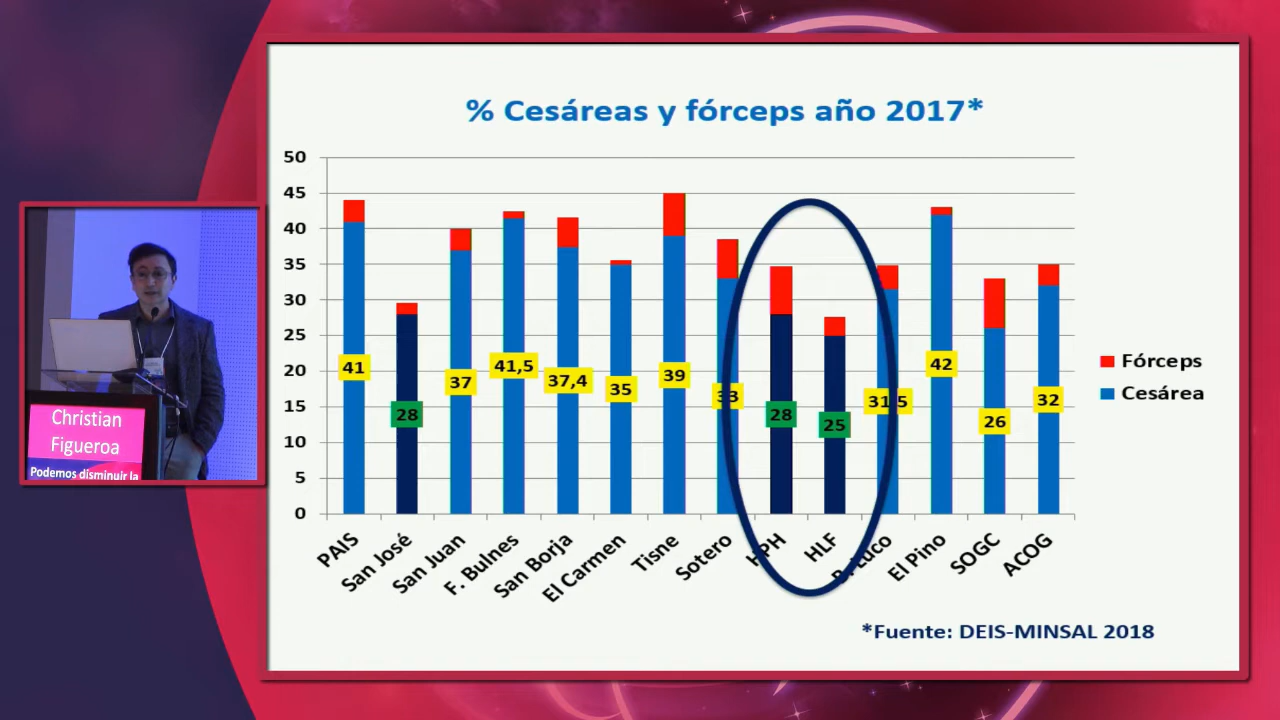 % Cesáreas y fórceps año 2017*
50
45
40
35
30
25
20
15
10
5
0
41
28
37
41,5
37,4
35
39
33
28
25
31,5
42
26
32
PAIS
San José
San Juan
F. Bulnes
San Borja
El Carmen
Tisne
Sotero
HPH
HLF
Luco
El Pino
SOGC
ACOG
Fórceps
Cesárea
*Fuente: DEIS-MINSAL 2018
Christian
Figueroa
Podemos disminuir la